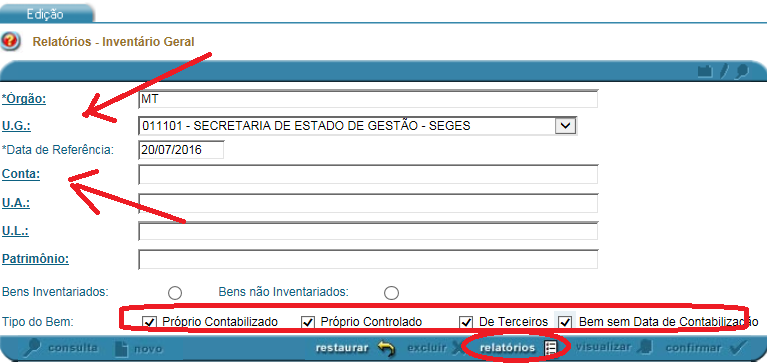 Edição
Relatórios - Inventário Geral
*Órgão: MT
U.G.: 011101 - SECRETARIA DE ESTADO DE GESTÃO - SEGES
*Data de Referência: 20/07/2016
Conta:
U.A.:
U.L.:
Patrimônio:
Bens Inventariados: Bens não Inventariados:
Tipo do Bem: Próprio Contabilizado Próprio Controlado De Terceiros Bem sem Data de Contabilização
consulta novo restaurar excluir relatórios visualizar confirmar